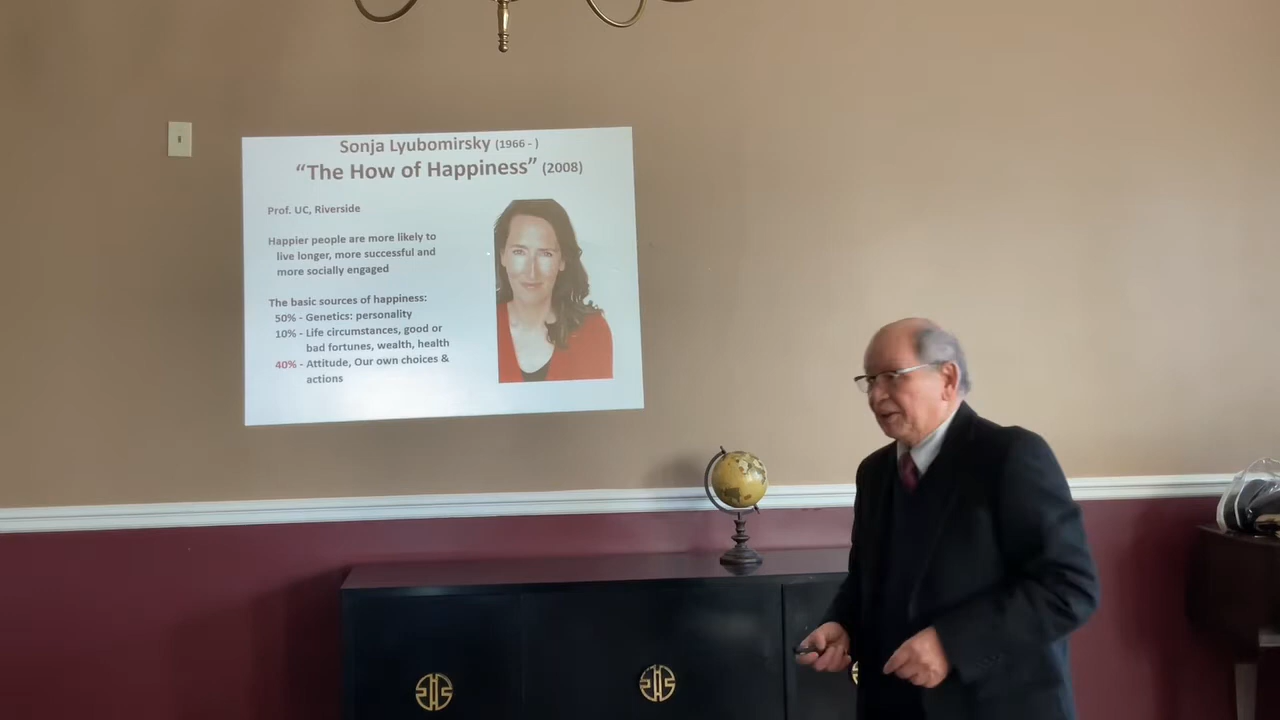 Sonja Lyubomirsky (1966 - )
“The How of Happiness” (2008)
Prof. UC, Riverside
Happier people are more likely to
live longer, more successful and
more socially engaged
The basic sources of happiness:
50% - Genetics: personality
10% - Life circumstances, good or
bad fortunes, wealth, health
40% - Attitude, Our own choices &
actions